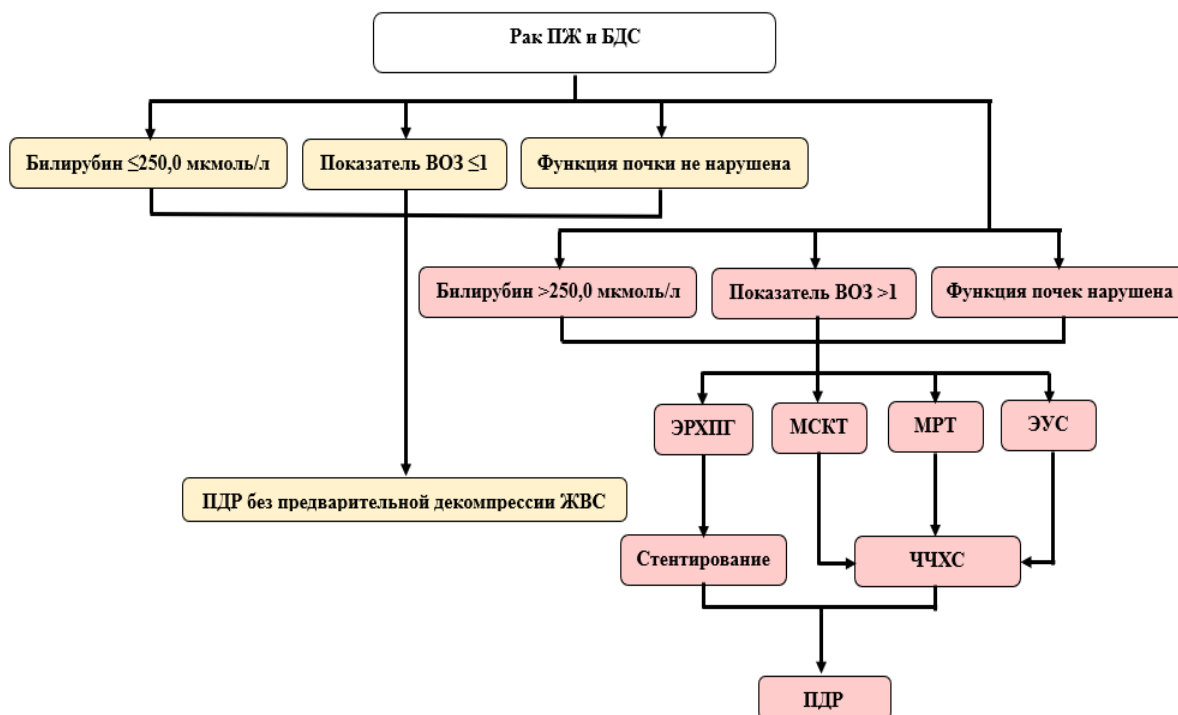 Рак ПЖ и БДС
Билирубин ≤250,0 мкмоль/л
Показатель ВОЗ ≤1
Функция почки не нарушена
Билирубин >250,0 мкмоль/л
Показатель ВОЗ >1
Функция почек нарушена
ЭРХПГ
МСКТ
МРТ
ЭУС
ПДР без предварительной декомпрессии ЖВС
Стентирование
ЧЧХС
ПДР